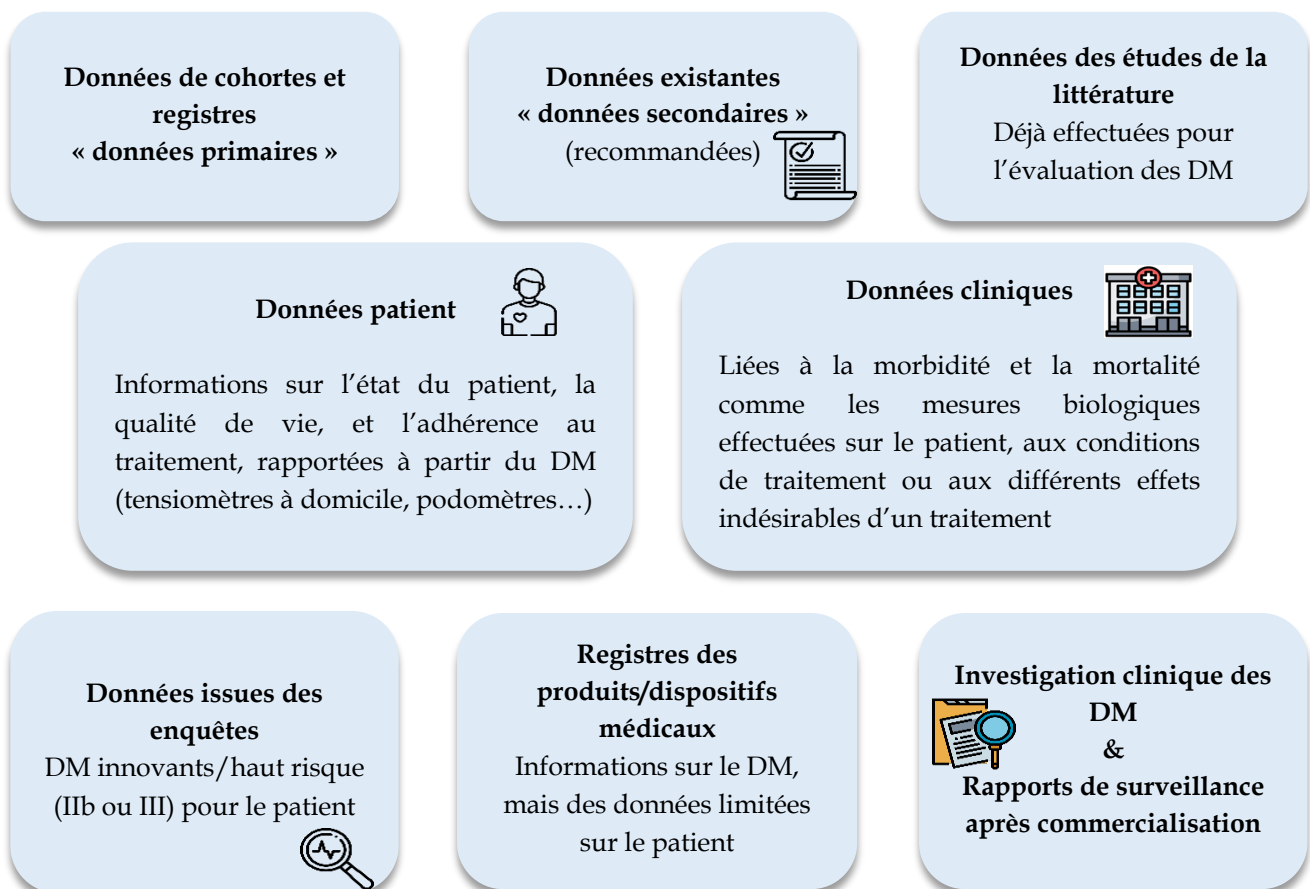 Données de cohortes et
registres
« données primaires »
Données existantes
« données secondaires »
(recommandées)
Données des études de la
littérature
Déjà effectuées pour
l’évaluation des DM
Données patient
Informations sur l’état du patient, la
qualité de vie, et l’adhérence au
traitement, rapportées à partir du DM
(tensiomètres à domicile, podomètres…)
Données cliniques
Liées à la morbidité et la mortalité
comme les mesures biologiques
effectuées sur le patient, aux conditions
de traitement ou aux différents effets
indésirables d’un traitement
Données issues des
enquêtes
DM innovants/haut risque
(IIb ou III) pour le patient
Registres des
produits/dispositifs
médicaux
Informations sur le DM,
mais des données limitées
sur le patient
Investigation clinique des
DM
&
Rapports de surveillance
après commercialisation